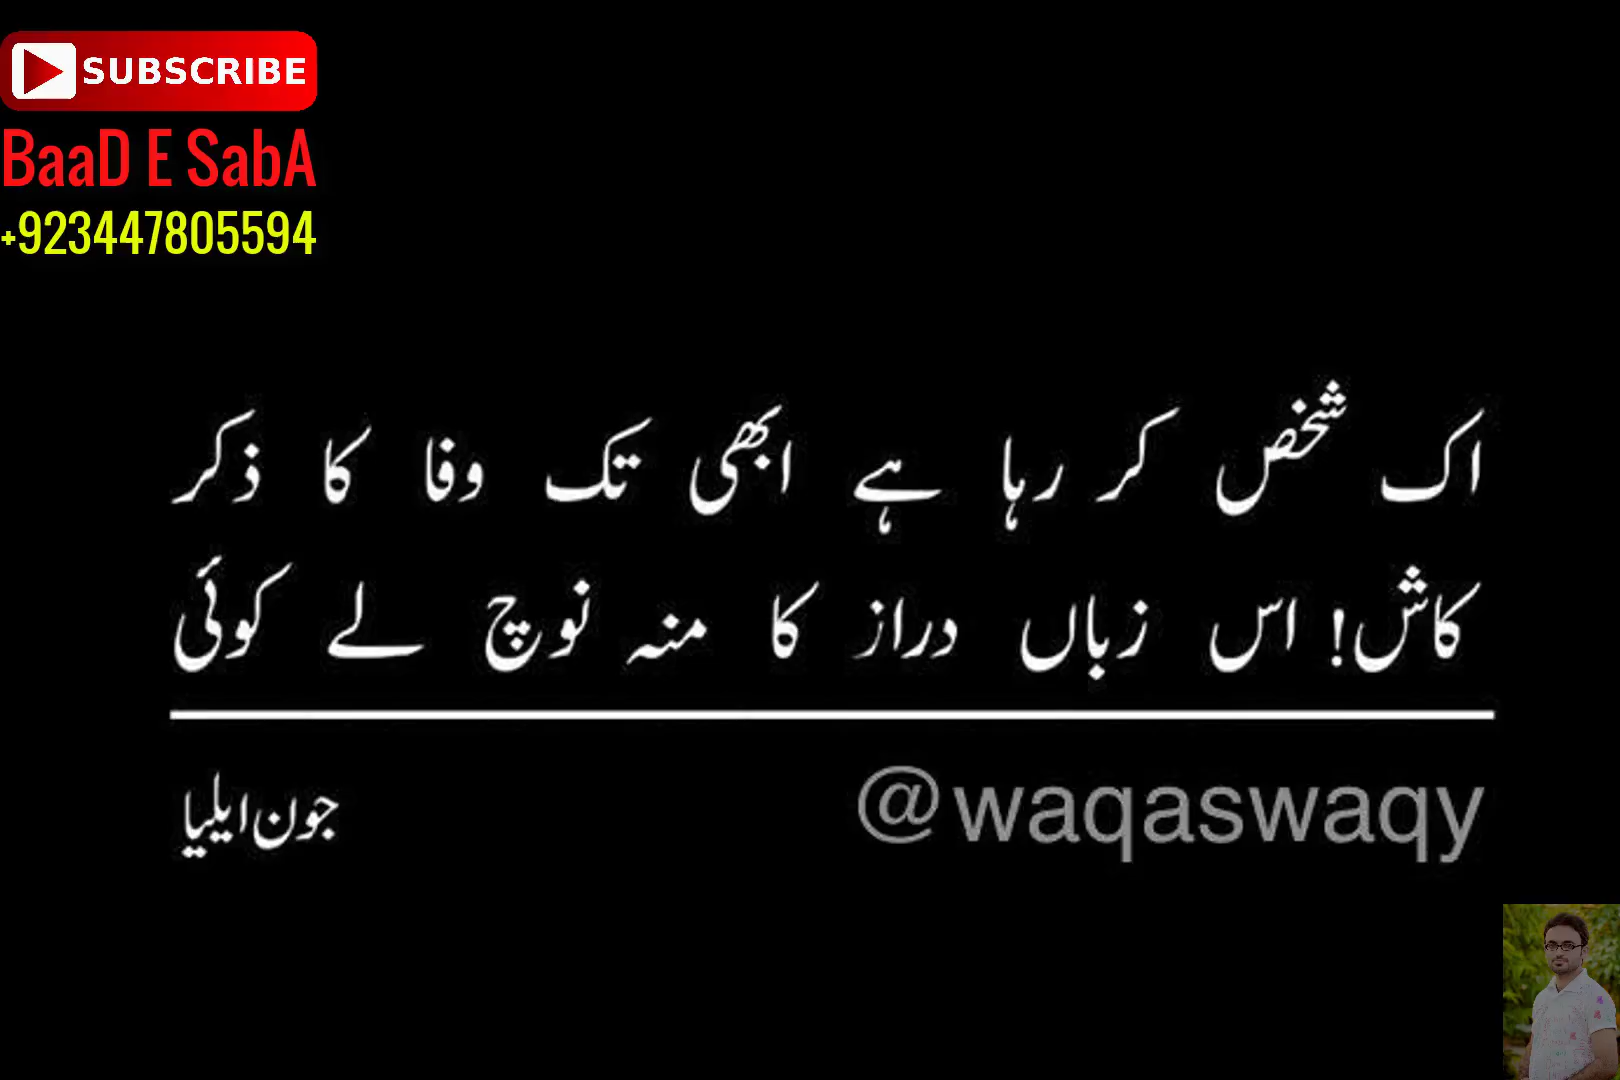 SUBSCRIBE
BaaD E SabA
+923447805594
اک شخص کر رہا ہے ابھی تک وفا کا ذکر
کاش! اس زباں دراز کا منہ نوچ لے کوئی
@waqaswaqy
جون ایلیا